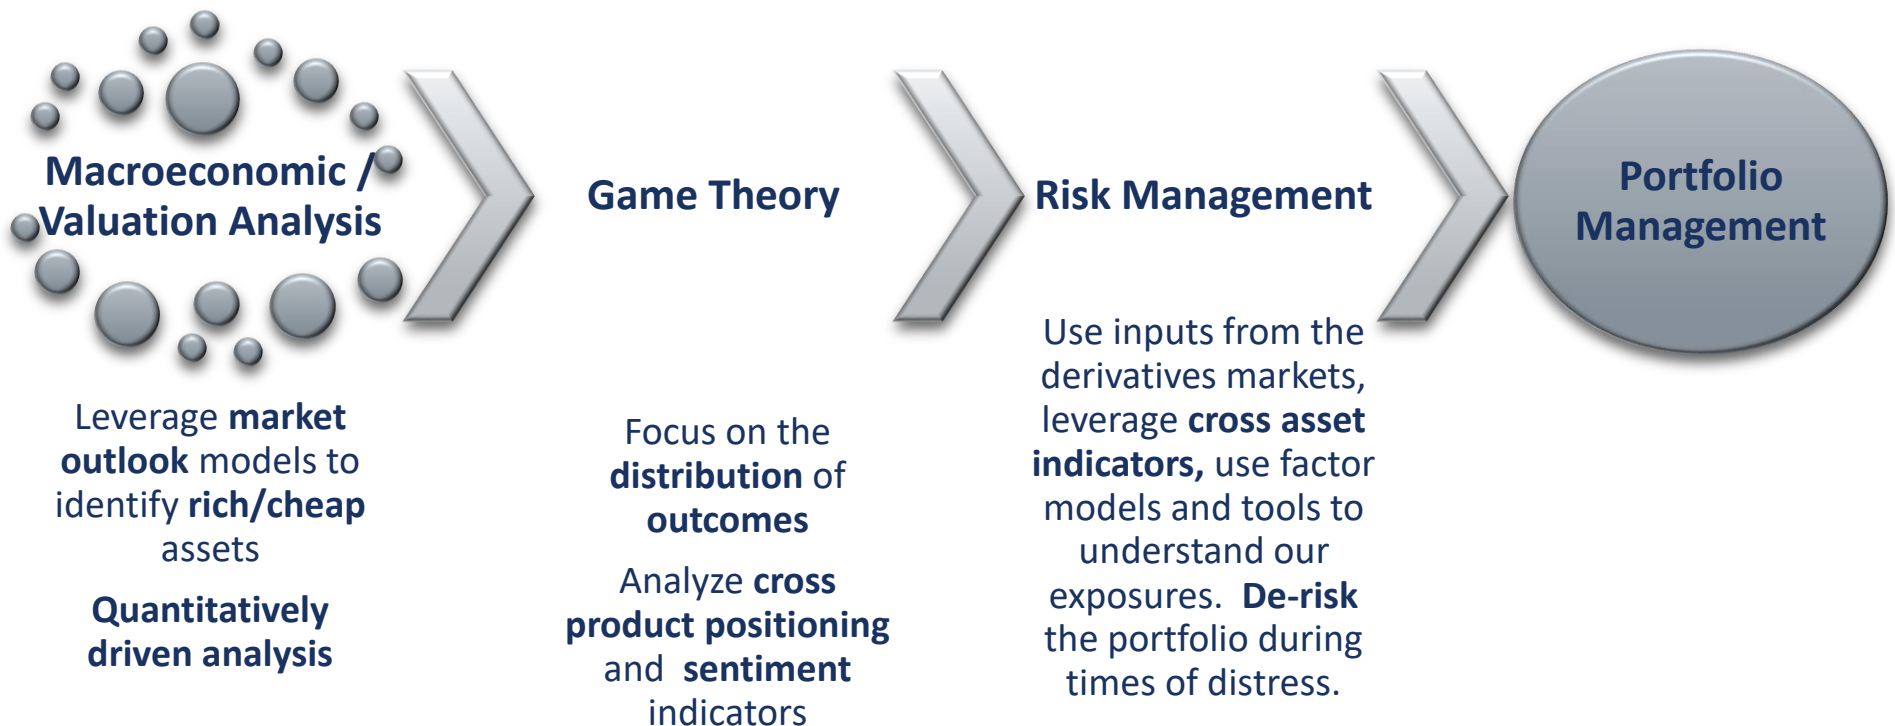 Macroeconomic /
Valuation Analysis
Leverage market
outlook models to
identify rich/cheap
assets
Quantitatively
driven analysis
Game Theory
Focus on the
distribution of
outcomes
Analyze cross
product positioning
and sentiment
indicators
Risk Management
Use inputs from the
derivatives markets,
leverage cross asset
indicators, use factor
models and tools to
understand our
exposures. De-risk
the portfolio during
times of distress.
Portfolio
Management